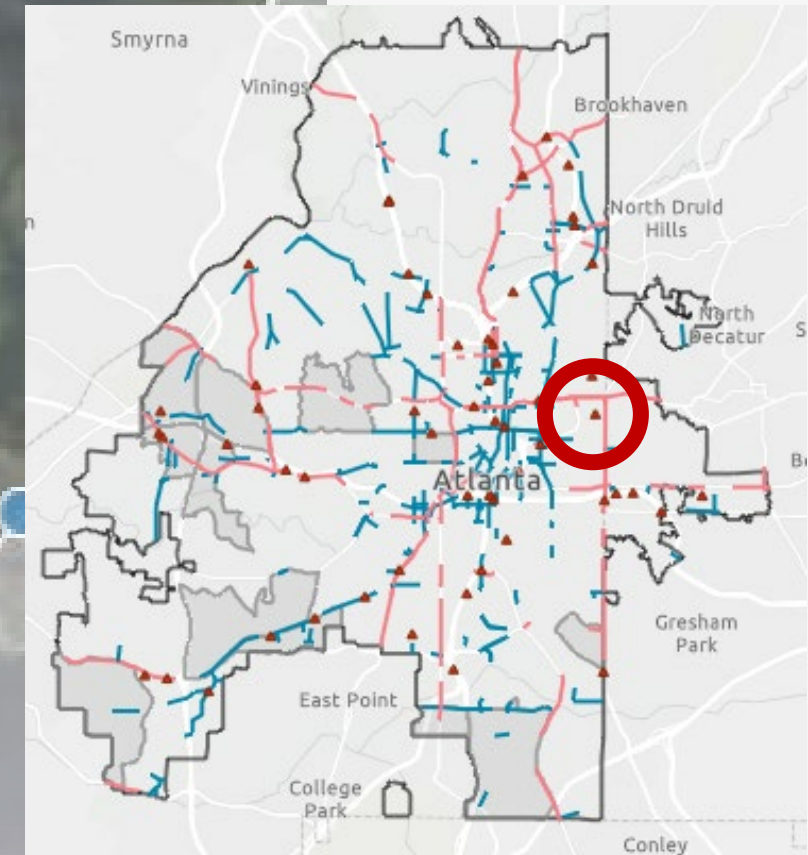 Smyrna
Vinings
Brookhaven
North Druid
Hills
North
Decatur
Atlanta
Gresham
Park
East Point
College
Park
Conley